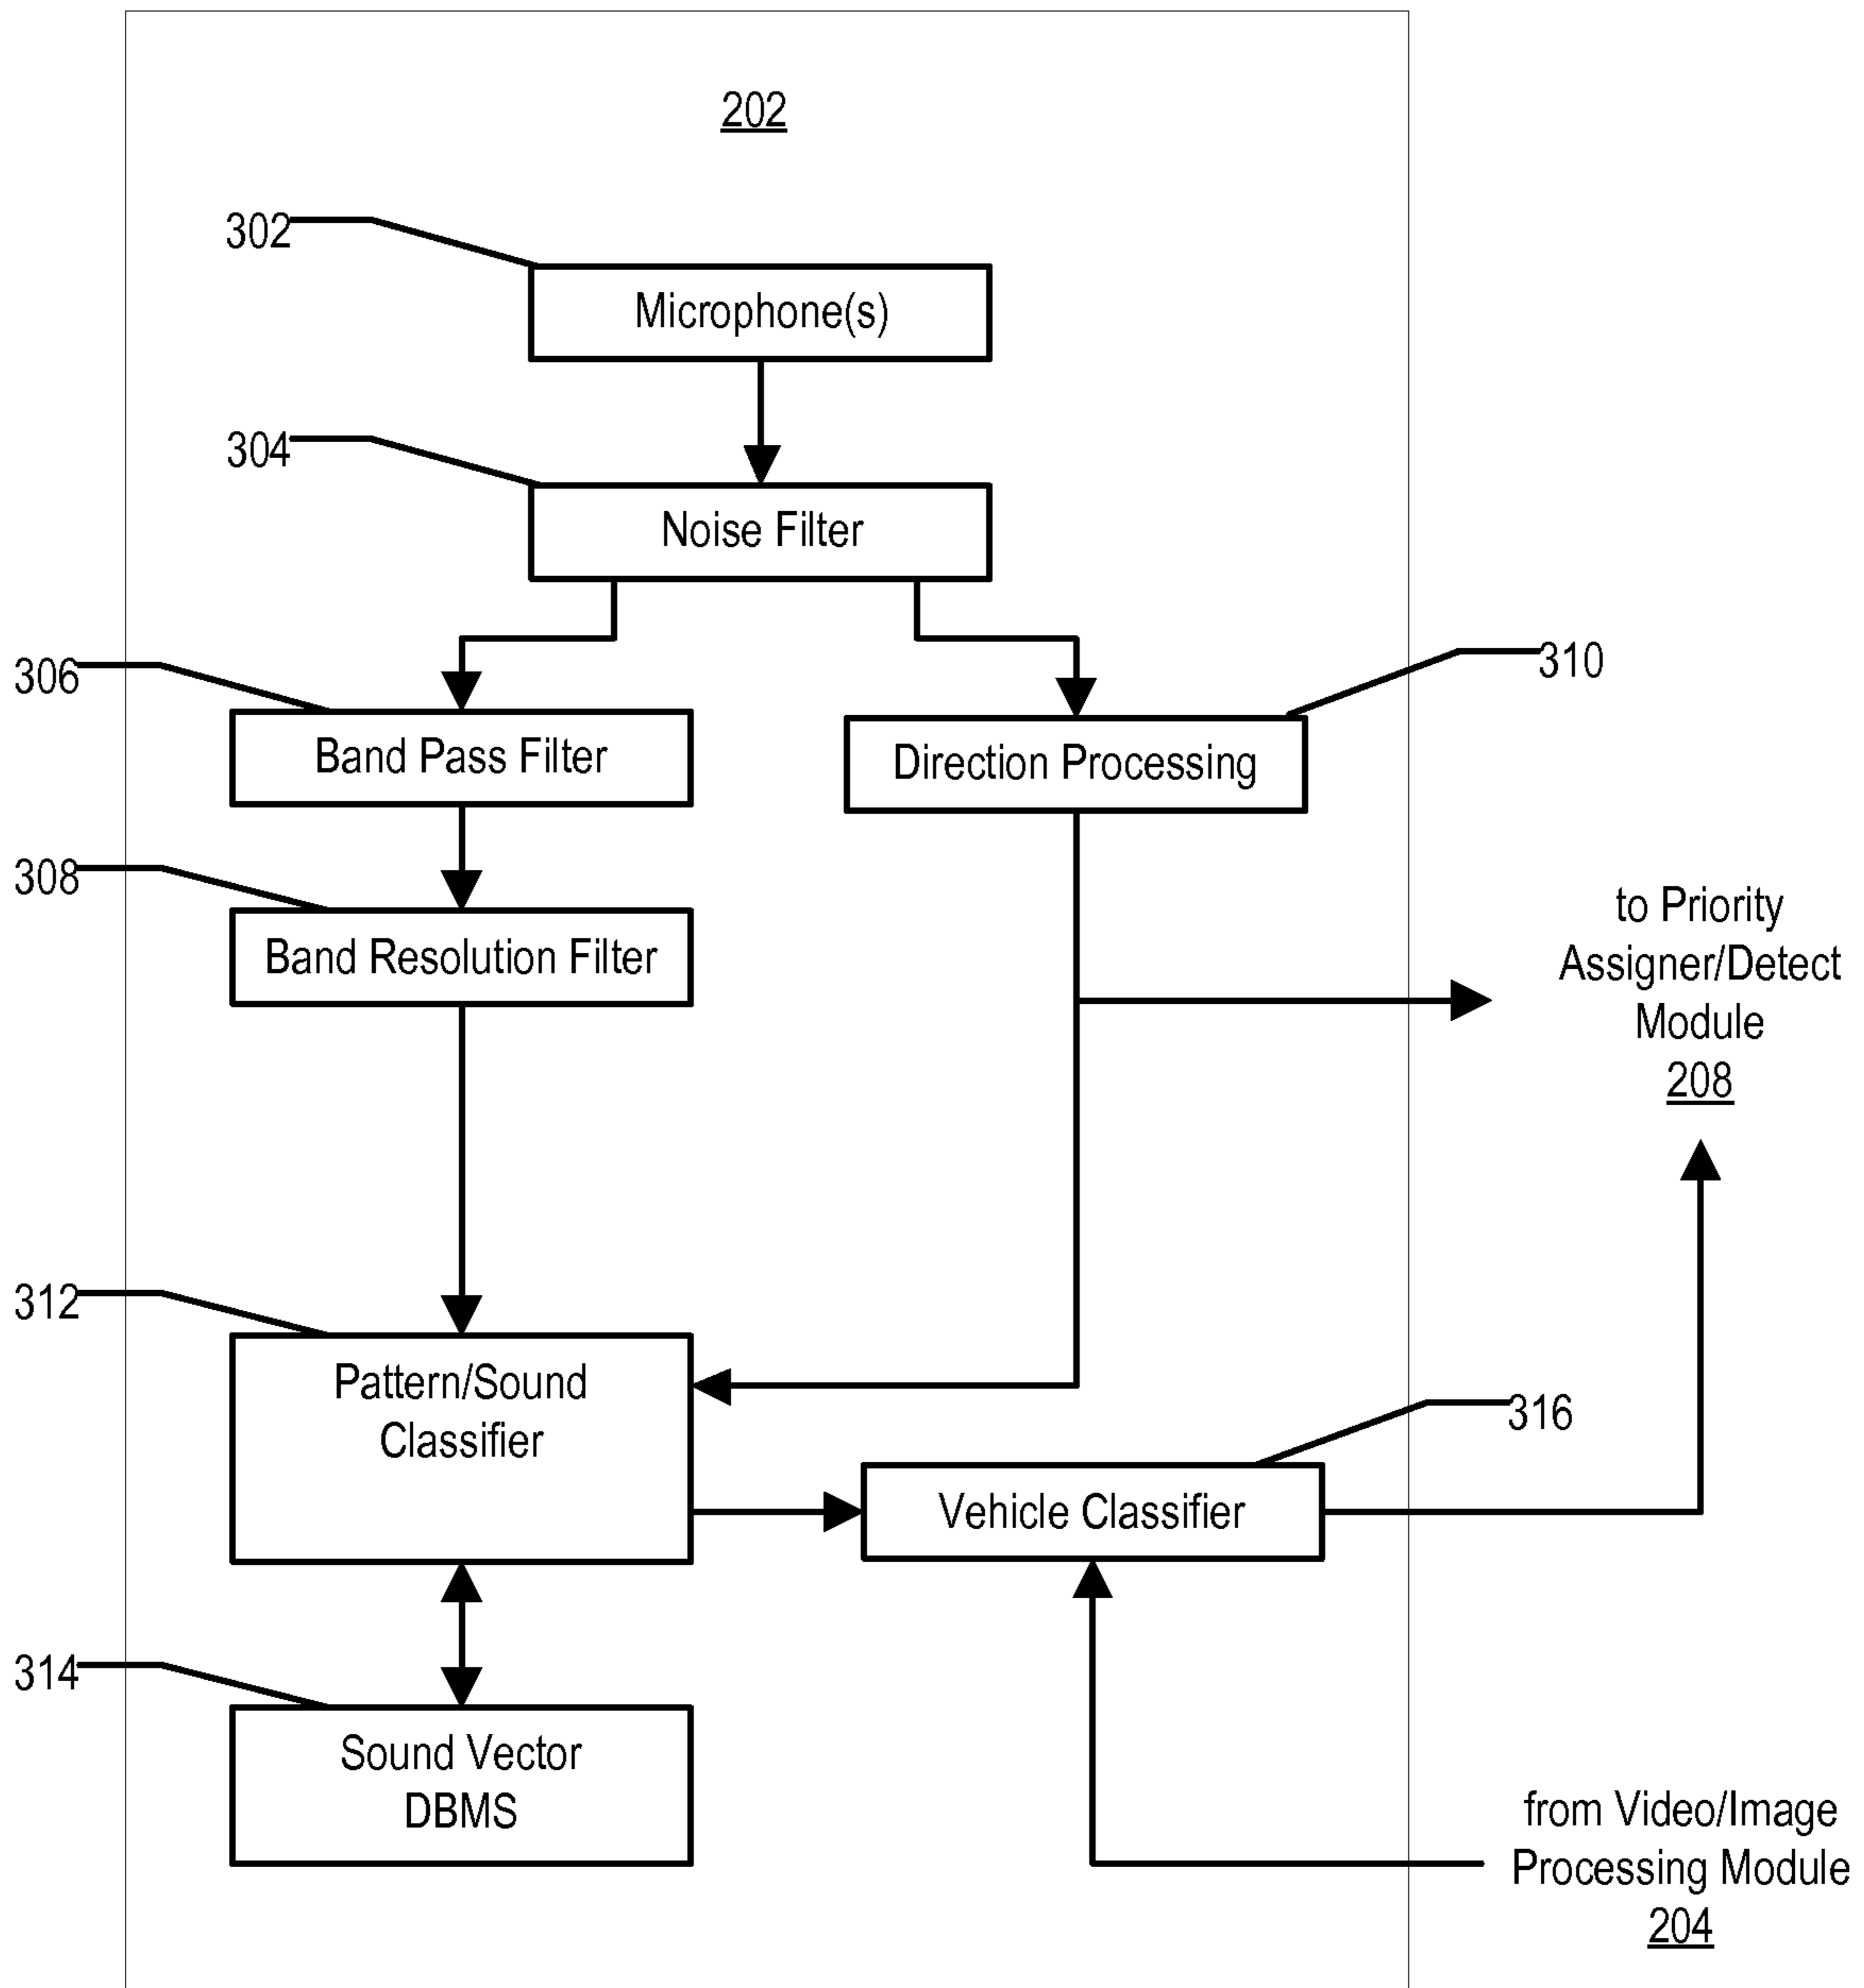 202
302
Microphone(s)
304
Noise Filter
306
Band Pass Filter
310
Direction Processing
308
Band Resolution Filter
to Priority
Assigner/Detect
Module
208
312
Pattern/Sound
Classifier
316
Vehicle Classifier
314
Sound Vector
DBMS
from Video/Image
Processing Module
204